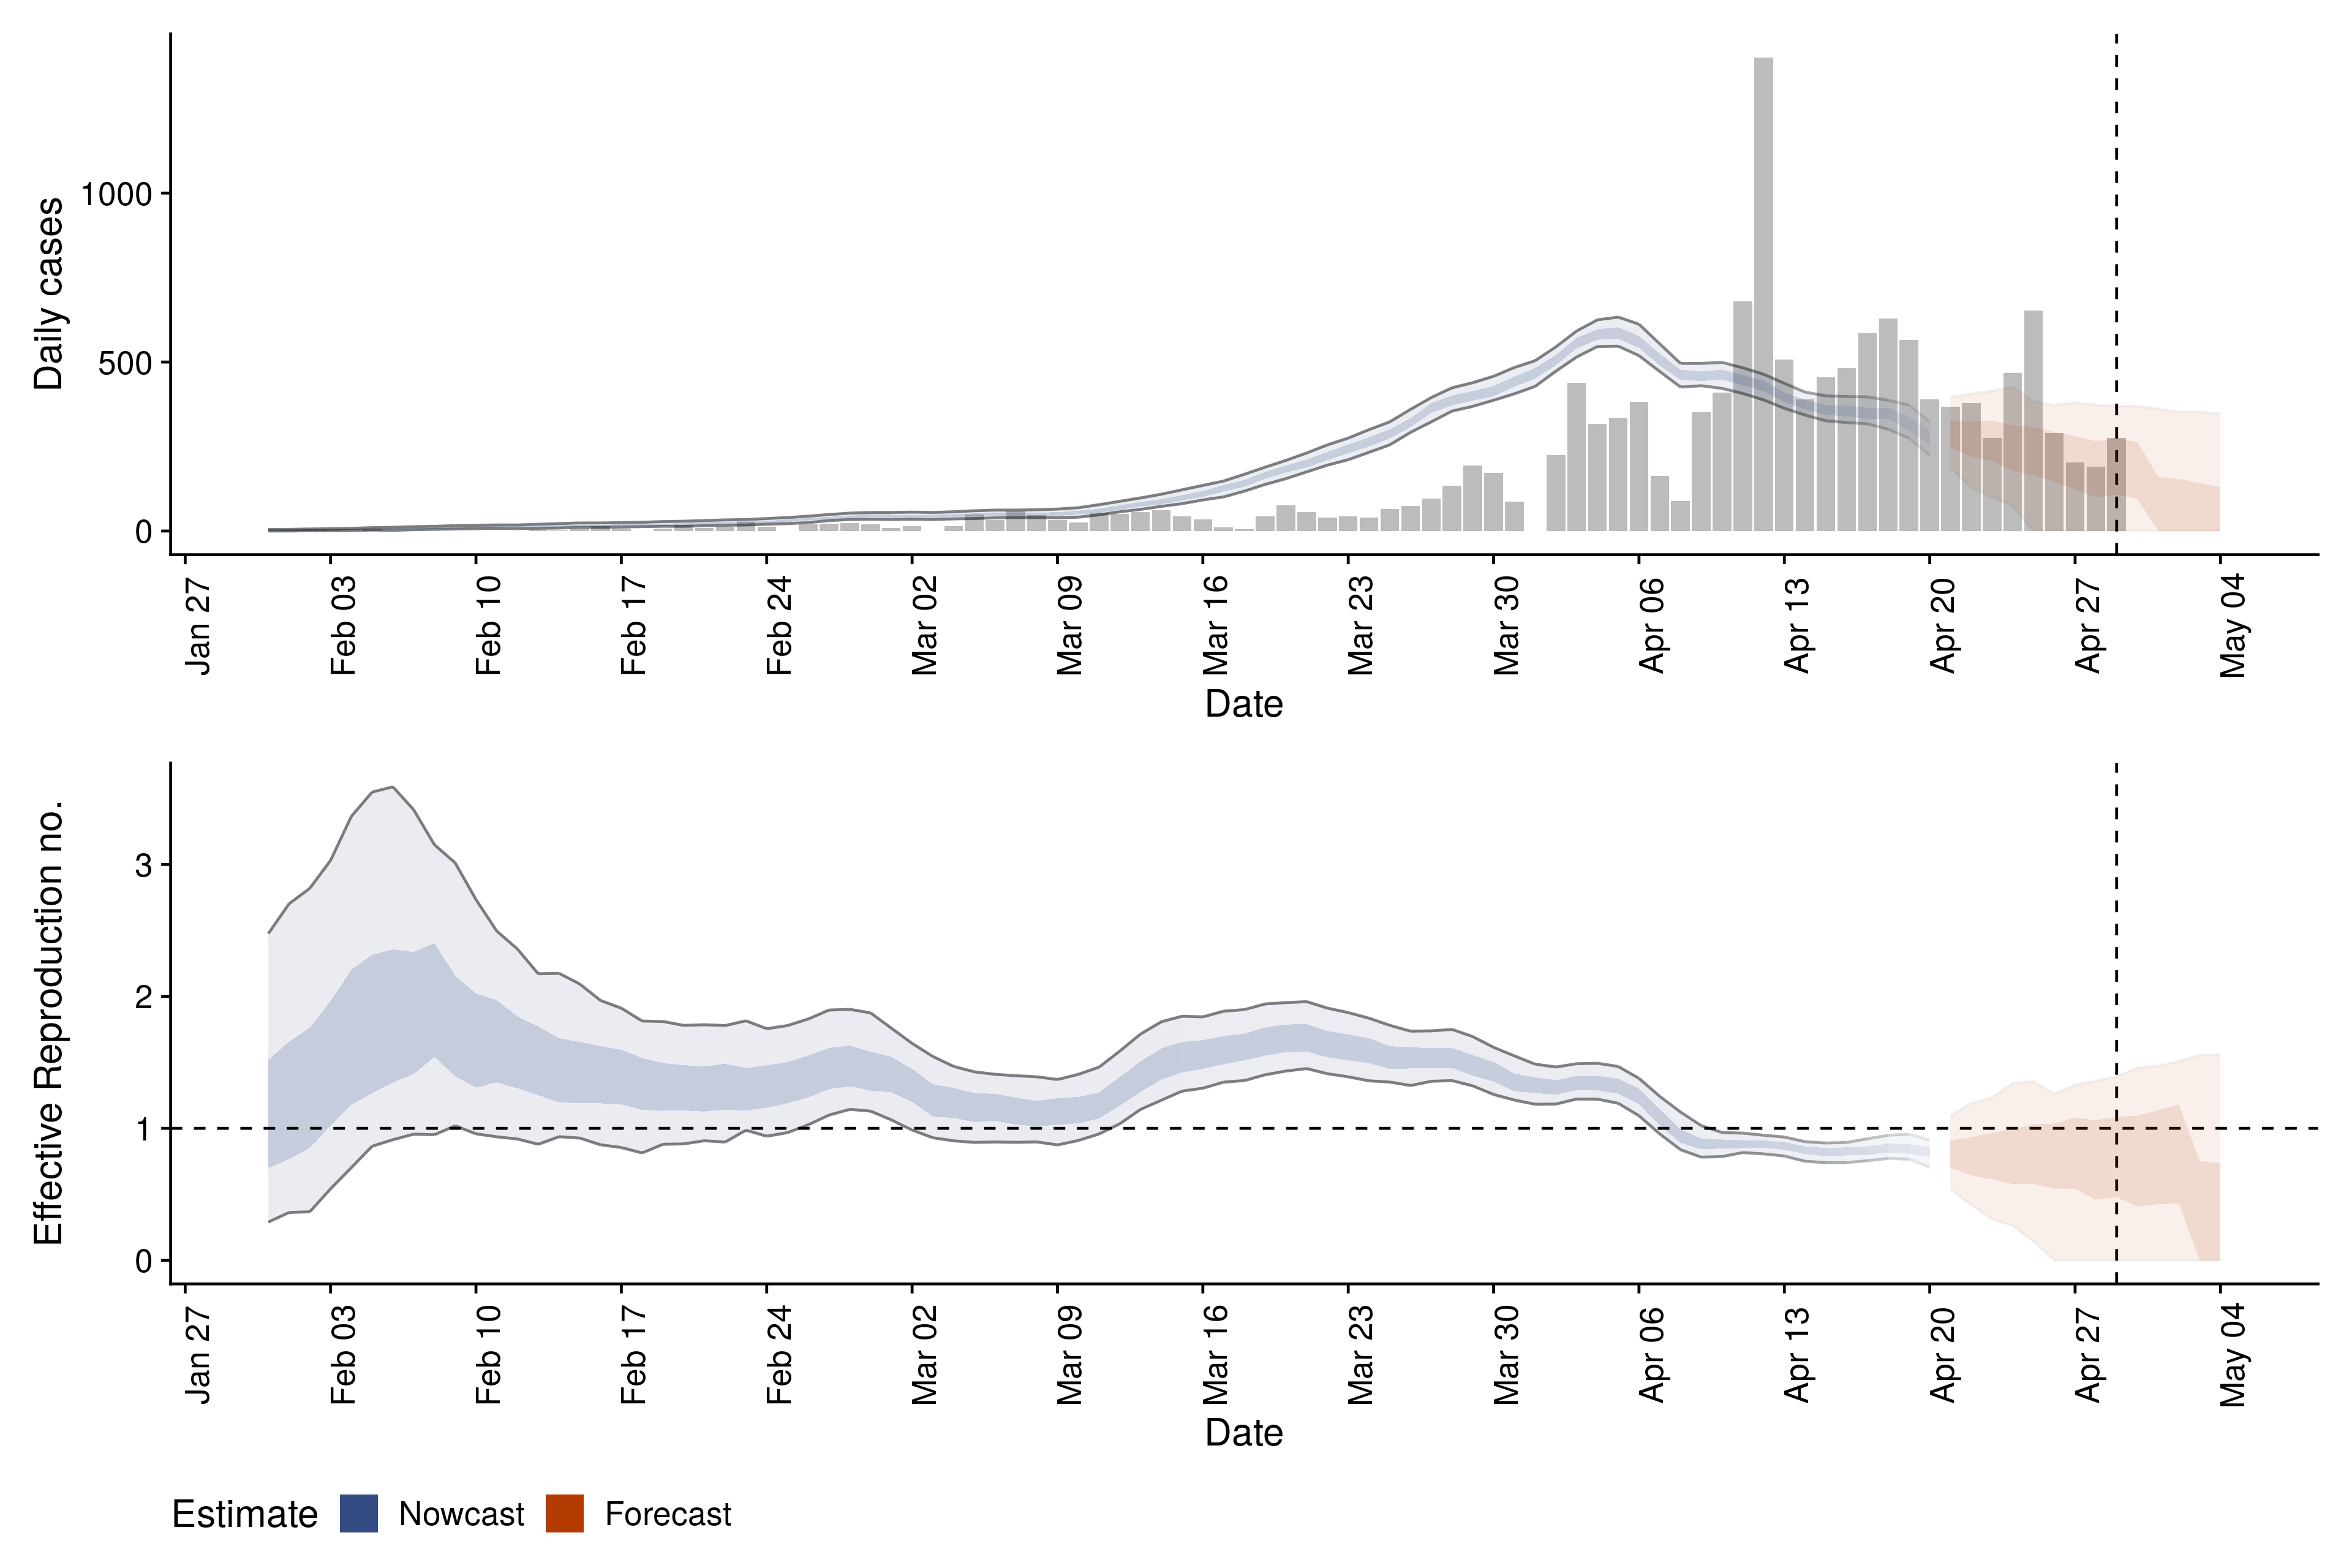 Daily cases
1000
500
0
Jan 27
Feb 03
Feb 10
Feb 17
Feb 24
Mar 02
Mar 09
Mar 16
Mar 23
Mar 30
Apr 06
Apr 13
Apr 20
Apr 27
May 04
Date
Effective Reproduction no.
3
2
1
0
Jan 27
Feb 03
Feb 10
Feb 17
Feb 24
Mar 02
Mar 09
Mar 16
Mar 23
Mar 30
Apr 06
Apr 13
Apr 20
Apr 27
May 04
Date
Estimate Nowcast Forecast